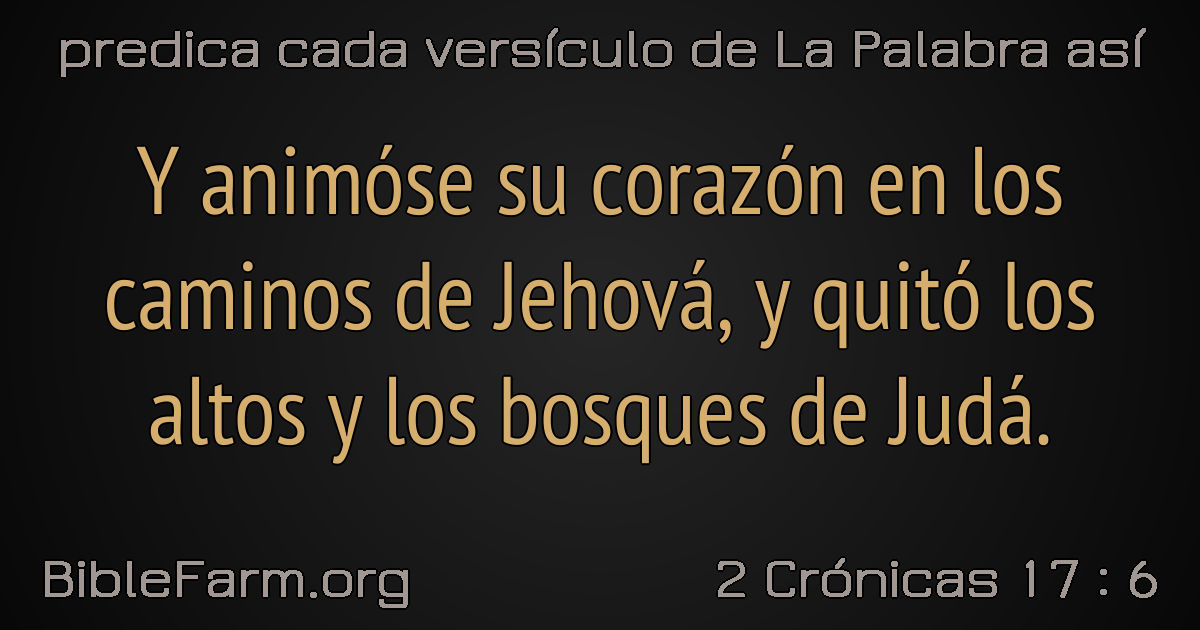 predica cada versículo de La Palabra así
Y animóse su corazón en los
caminos de Jehová, y quitó los
altos y los bosques de Judá.
BibleFarm.org
2 Crónicas 17 : 6